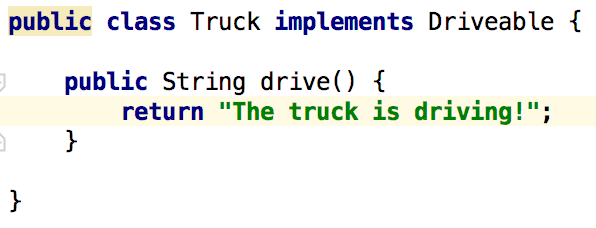 public class Truck implements Driveable {
public String drive() {
return "The truck is driving!";
}
}